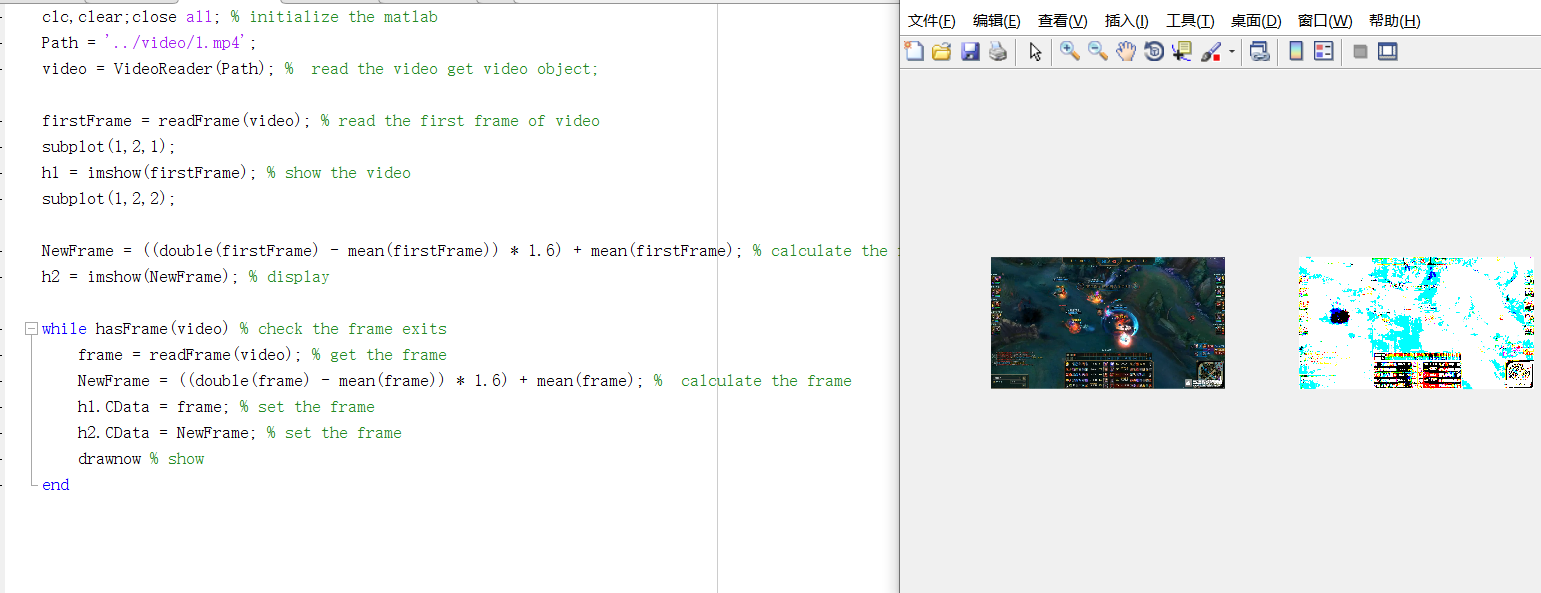 clc,clear;close all; % initialize the matlab
Path = '../video/1.mp4';
video = VideoReader(Path); %  read the video get video object;
firstFrame = readFrame(video); % read the first frame of video
subplot(1,2,1);
h1 = imshow(firstFrame); % show the video
subplot(1,2,2);
NewFrame = ((double(firstFrame) - mean(firstFrame)) * 1.6) + mean(firstFrame); % calculate the
h2 = imshow(NewFrame); % display
while hasFrame(video) % check the frame exits
frame = readFrame(video); % get the frame
NewFrame = ((double(frame) - mean(frame)) * 1.6) + mean(frame); %  calculate the frame
h1.CData = frame; % set the frame
h2.CData = NewFrame; % set the frame
drawnow % show
end
文件(F) 编辑(E) 查看(V) 插入(I) 工具(T) 桌面(D) 窗口(W) 帮助(H)